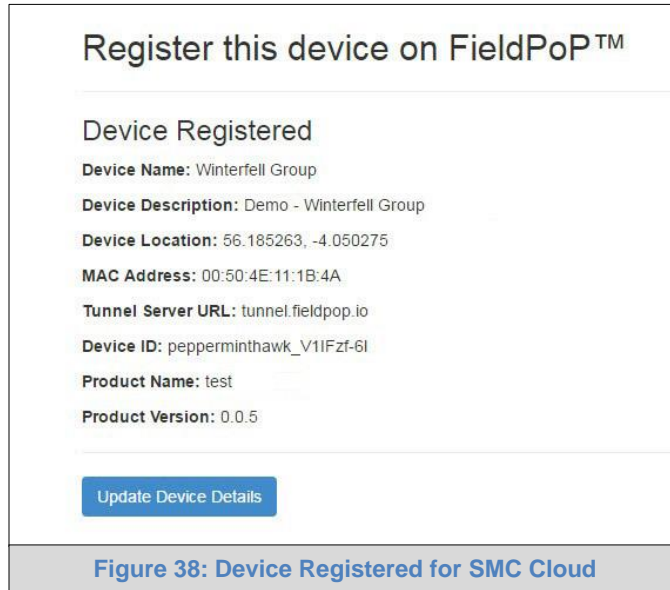 Register this device on FieldPoP™
Device Registered
Device Name: Winterfell Group
Device Description: Demo - Winterfell Group
Device Location: 56.185263, -4.050275
MAC Address: 00:50:4E:11:1B:4A
Tunnel Server URL: tunnel.fieldpop.io
Device ID: pepperminthawk_V1IFzf-6I
Product Name: test
Product Version: 0.0.5
Update Device Details
Figure 38: Device Registered for SMC Cloud